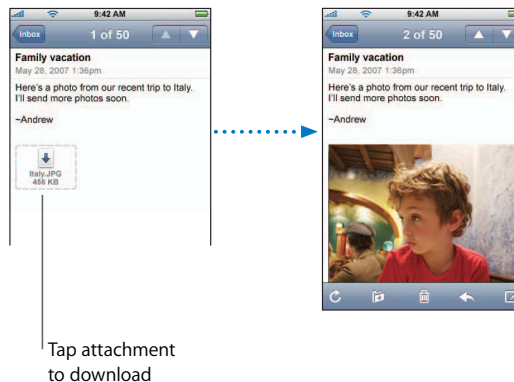 9:42 AM
Inbox
1 of 50
Family vacation
May 28, 2007 1:36pm
Here's a photo from our recent trip to Italy.
I'll send more photos soon.
~Andrew
Italy.JPG
456 KB
Tap attachment
to download
9:42 AM
Inbox
2 of 50
Family vacation
May 28, 2007 1:36pm
Here's a photo from our recent trip to Italy.
I'll send more photos soon.
~Andrew